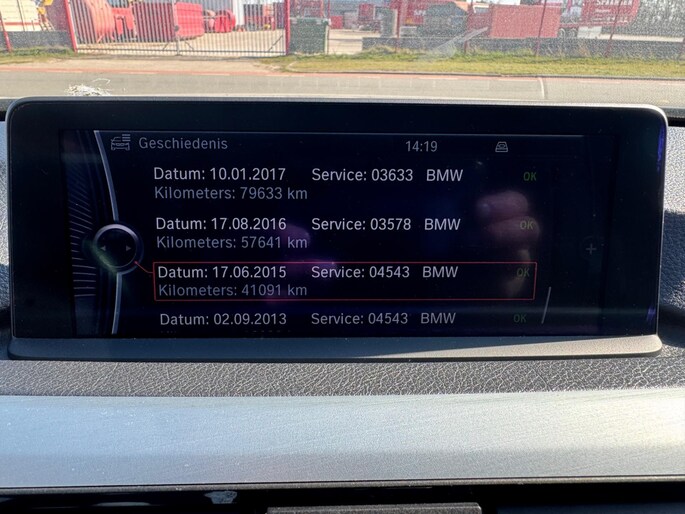 Geschiedenis 14:19
Datum: 10.01.2017 Service: 03633 BMW OK
Kilometers: 79633 km
Datum: 17.08.2016 Service: 03578 BMW OK
Kilometers: 57641 km
Datum: 17.06.2015 Service: 04543 BMW OK
Kilometers: 41091 km
Datum: 02.09.2013 Service: 04543 BMW OK